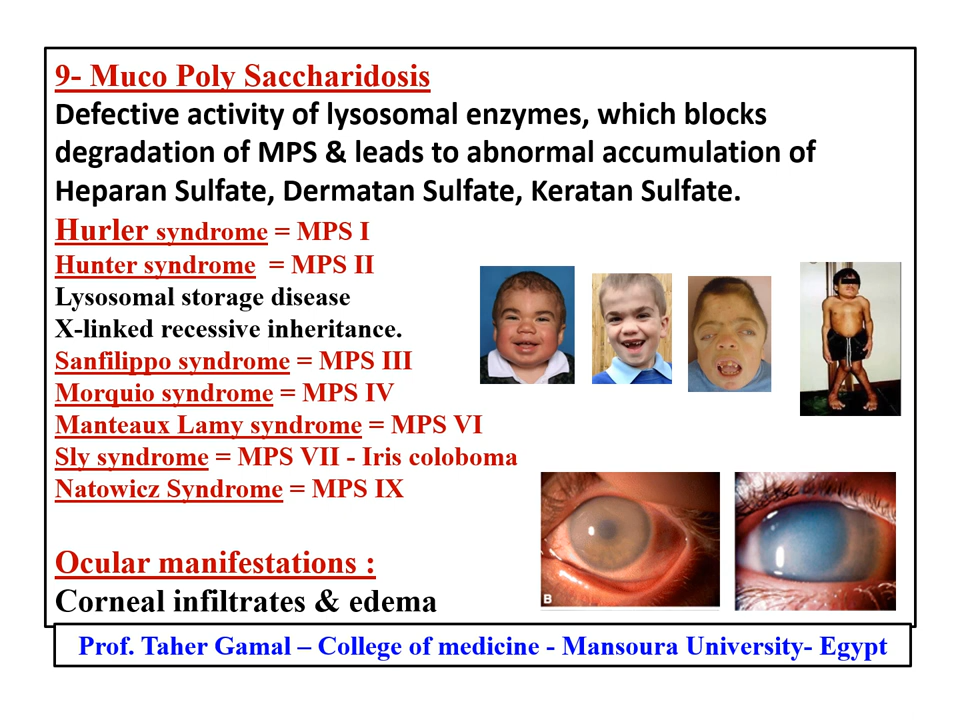 9- Muco Poly Saccharidosis
Defective activity of lysosomal enzymes, which blocks
degradation of MPS & leads to abnormal accumulation of
Heparan Sulfate, Dermatan Sulfate, Keratan Sulfate.
Hurler syndrome = MPS I
Hunter syndrome = MPS II
Lysosomal storage disease
X-linked recessive inheritance.
Sanfilippo syndrome = MPS III
Morquio syndrome = MPS IV
Manteaux Lamy syndrome = MPS VI
Sly syndrome = MPS VII - Iris coloboma
Natowicz Syndrome = MPS IX
B
Ocular manifestations :
Corneal infiltrates & edema
Prof. Taher Gamal – College of medicine - Mansoura University- Egypt